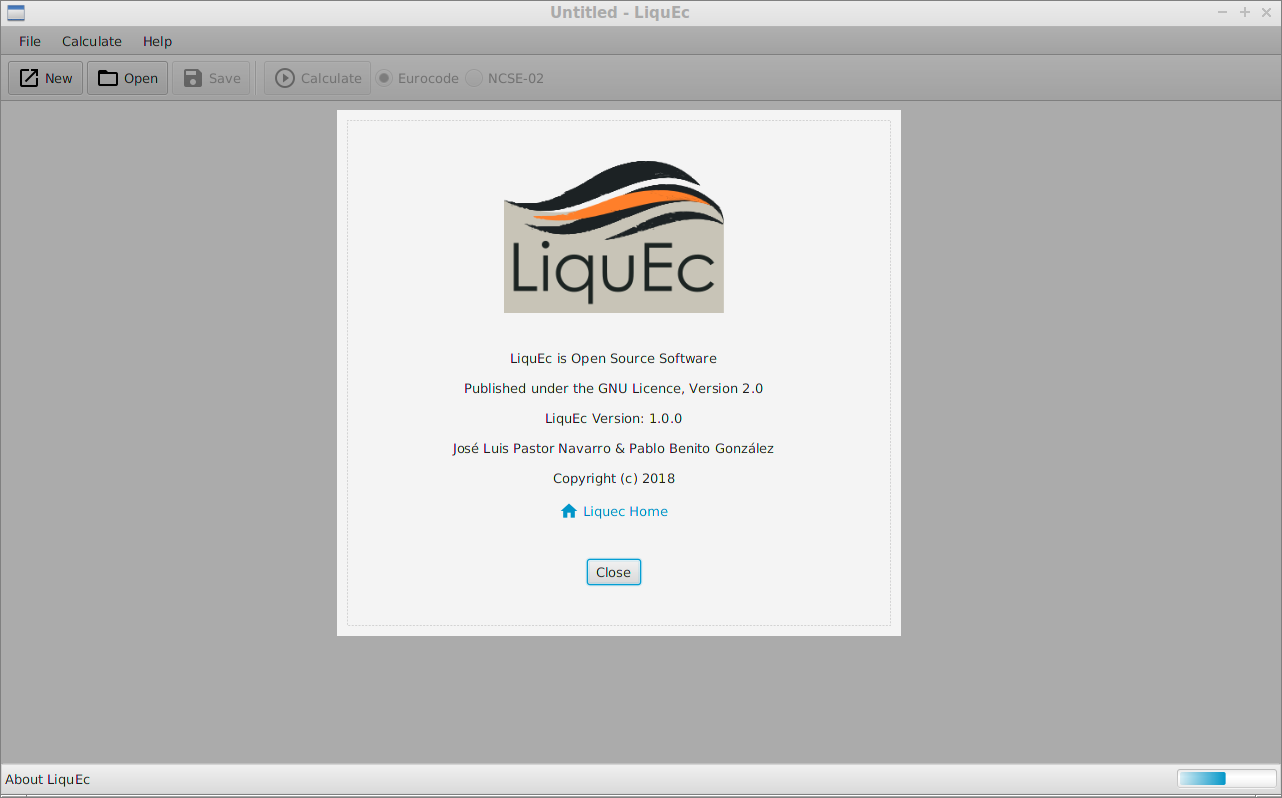 Untitled - LiquEc
File Calculate Help
New Open Save Calculate Eurocode NCSE-02
LiquEc
LiquEc is Open Source Software
Published under the GNU Licence, Version 2.0
LiquEc Version: 1.0.0
José Luis Pastor Navarro & Pablo Benito González
Copyright (c) 2018
Liquec Home
Close
About LiquEc